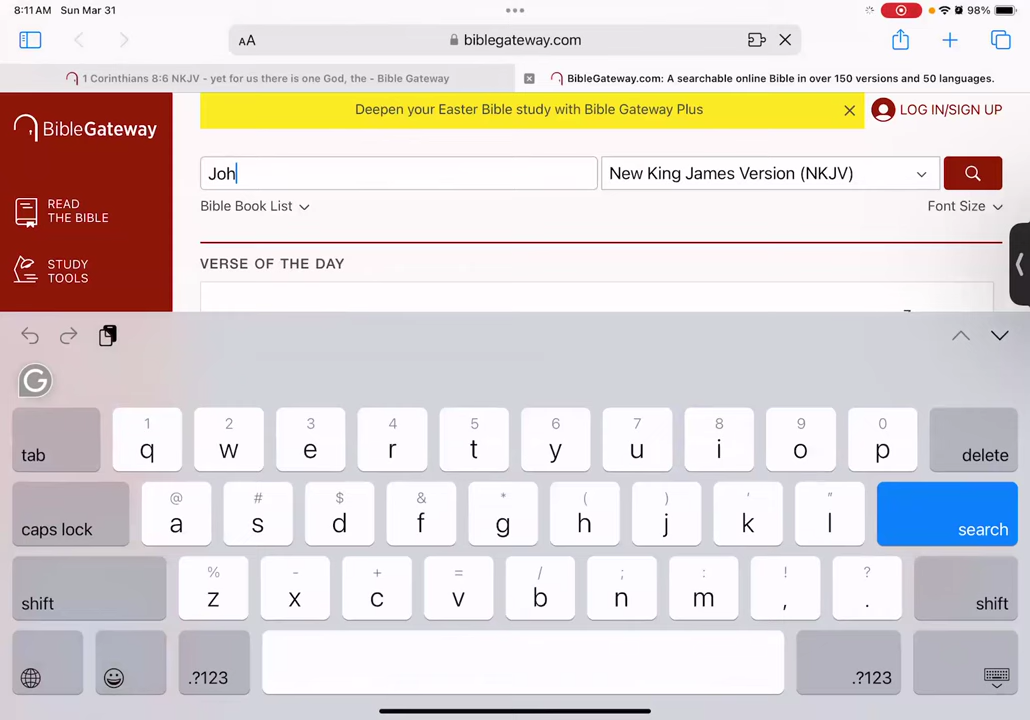 8:11 AM Sun Mar 31
98%
AA
biblegateway.com
1 Corinthians 8:6 NKJV - yet for us there is one God, the - Bible Gateway
BibleGateway.com: A searchable online Bible in over 150 versions and 50 languages.
BibleGateway
Deepen your Easter Bible study with Bible Gateway Plus
LOG IN/SIGN UP
Joh
New King James Version (NKJV)
Bible Book List
Font Size
READ
THE BIBLE
STUDY
TOOLS
VERSE OF THE DAY
G
1 2 3 4 5 6 7 8 9 0
tab q w e r t y u i o p delete
@ # $ & * ( ) ' "
caps lock a s d f g h j k l search
% - + = / ; : ! ?
shift z x c v b n m , . shift
.?123 .?123